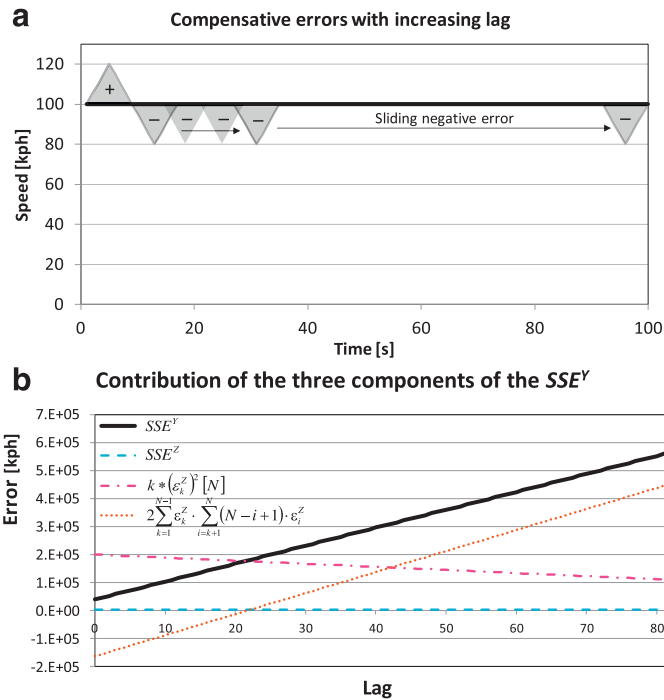 a
Compensative errors with increasing lag
Speed [kph]
120
100
80
60
40
20
0
+
−
−
−
−
−
Sliding negative error
0 20 40 60 80 100
Time [s]
b
Contribution of the three components of the SSE^Y
Error [kph]
7.E+05
6.E+05
5.E+05
4.E+05
3.E+05
2.E+05
1.E+05
0.E+00
-1.E+05
-2.E+05
SSE^Y
SSE^Z
k*(ε_k^Z)^2 [N]
2∑_{k=1}^{N-1} ε_k^Z · ∑_{i=k+1}^{N} (N−i+1)·ε_i^Z
0 10 20 30 40 50 60 70 80
Lag